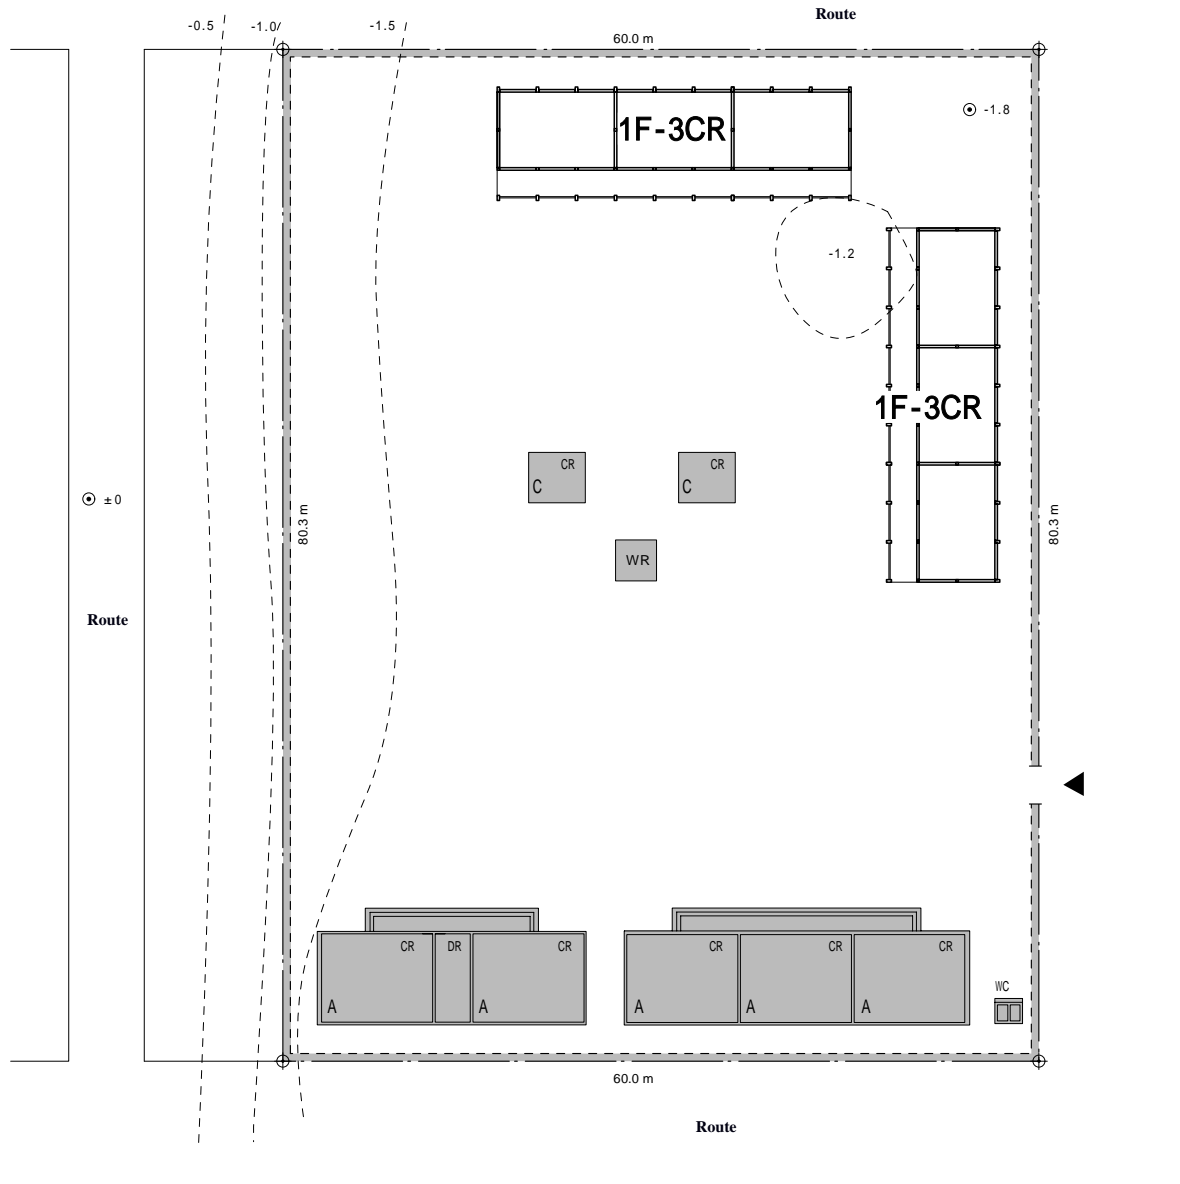 Route
-0.5
-1.0
-1.5
60.0 m
1F-3CR
-1.8
-1.2
1F-3CR
CR
C
CR
C
±0
80.3 m
80.3 m
WR
Route
CR
DR
CR
A
A
CR
CR
CR
A
A
A
WC
60.0 m
Route